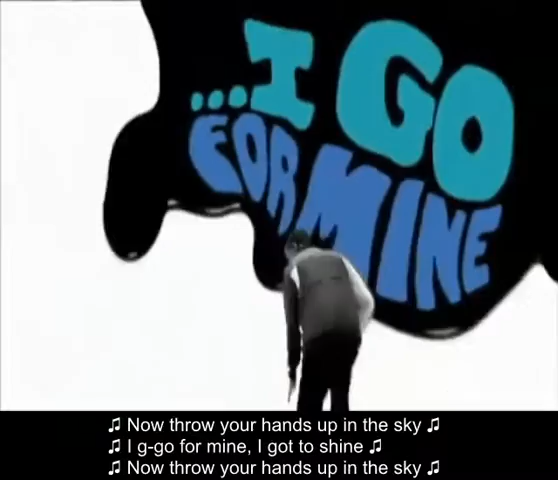 ...I GO
FOR MINE
♫ Now throw your hands up in the sky ♫
♫ I g-go for mine, I got to shine ♫
♫ Now throw your hands up in the sky ♫